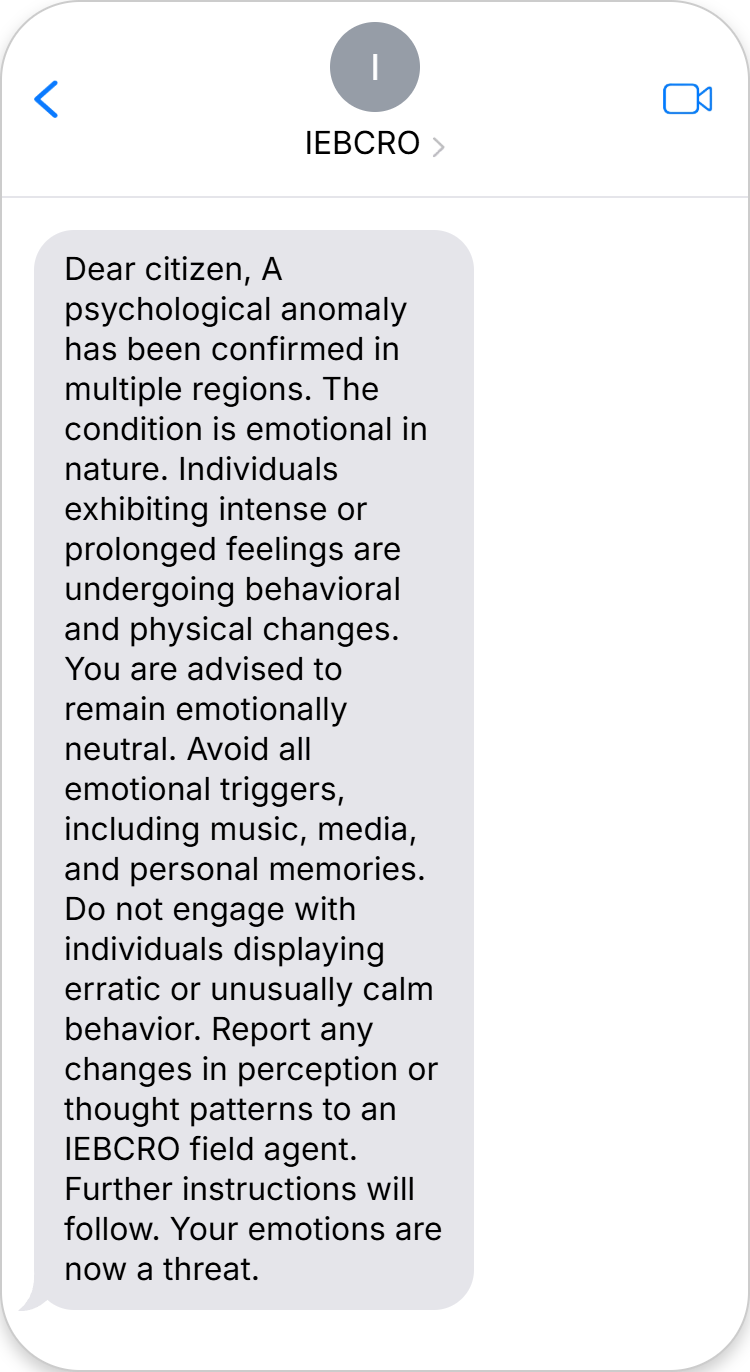 I
IEBCRO
Dear citizen, A
psychological anomaly
has been confirmed in
multiple regions. The
condition is emotional in
nature. Individuals
exhibiting intense or
prolonged feelings are
undergoing behavioral
and physical changes.
You are advised to
remain emotionally
neutral. Avoid all
emotional triggers,
including music, media,
and personal memories.
Do not engage with
individuals displaying
erratic or unusually calm
behavior. Report any
changes in perception or
thought patterns to an
IEBCRO field agent.
Further instructions will
follow. Your emotions are
now a threat.